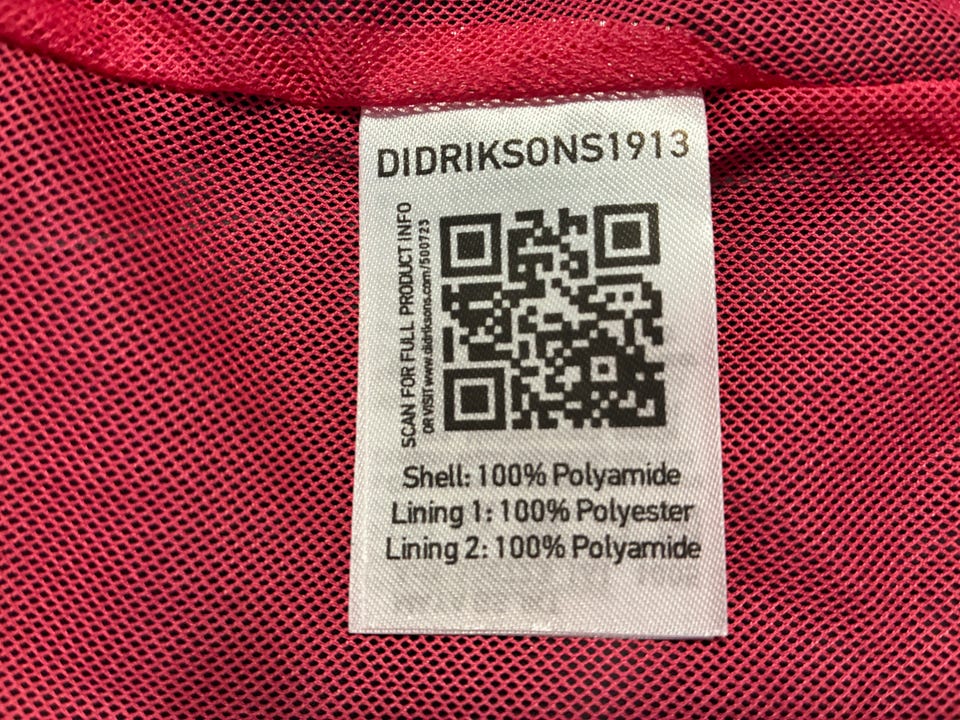 DIDRIKSONS1913
SCAN FOR FULL PRODUCT INFO
OR VISIT www.didriksons.com/500723
Shell: 100% Polyamide
Lining 1: 100% Polyester
Lining 2: 100% Polyamide